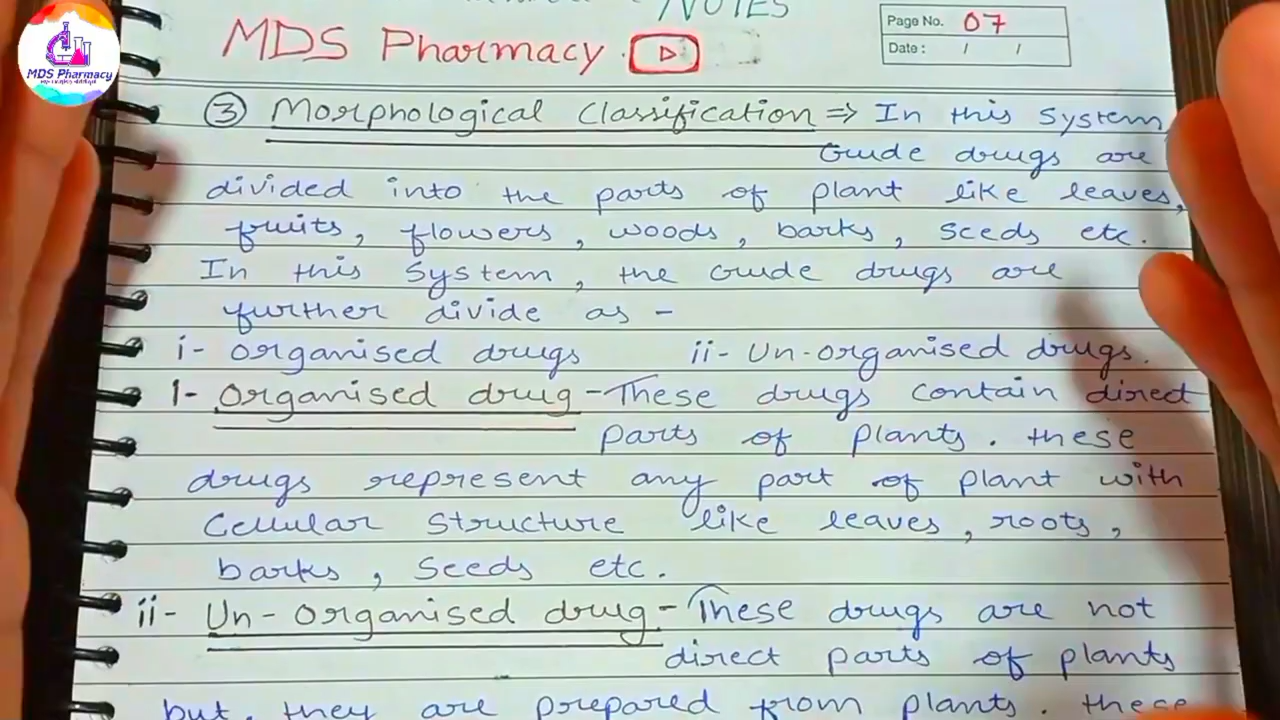 NOTES
MDS Pharmacy
Page No. 07
Date : / /
MDS Pharmacy
③ Morphological Classification ⇒ In this System,
Crude drugs are
divided into the parts of plant like leaves,
fruits, flowers, woods, barks, seeds etc.
In this System, the crude drugs are
further divide as -
i- organised drugs ii- Un-organised drugs.
1- Organised drug - These drugs contain direct
parts of plants. these
drugs represent any part of plant with
Cellular Structure like leaves, roots,
barks, Seeds etc.
ii- Un-Organised drug - These drugs are not
direct parts of plants
but, they are prepared from plants. these